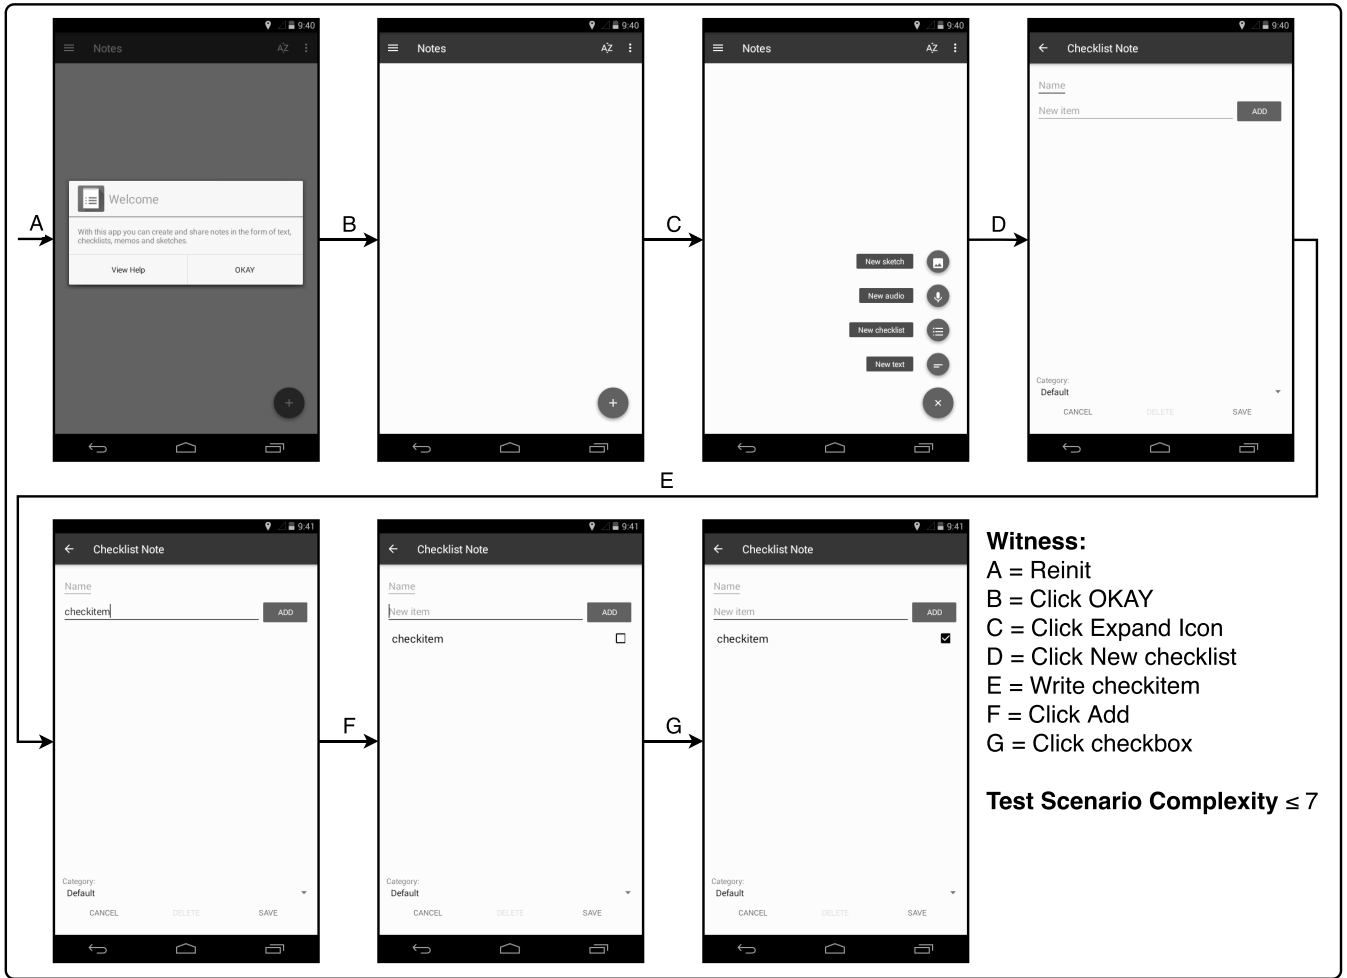 9:40
Notes
AZ
Welcome
With this app you can create and share notes in the form of text,
checklists, memos and sketches.
View Help OKAY
A
B
9:40
Notes
AZ
C
9:40
Notes
AZ
New sketch
New audio
New checklist
New text
D
9:40
Checklist Note
Name
New item ADD
Category:
Default
CANCEL DELETE SAVE
E
9:41
Checklist Note
Name
checkitem ADD
Category:
Default
CANCEL DELETE SAVE
F
9:41
Checklist Note
Name
New item ADD
checkitem
Category:
Default
CANCEL DELETE SAVE
G
9:41
Checklist Note
Name
New item ADD
checkitem
Category:
Default
CANCEL DELETE SAVE
Witness:
A = Reinit
B = Click OKAY
C = Click Expand Icon
D = Click New checklist
E = Write checkitem
F = Click Add
G = Click checkbox
Test Scenario Complexity ≤ 7